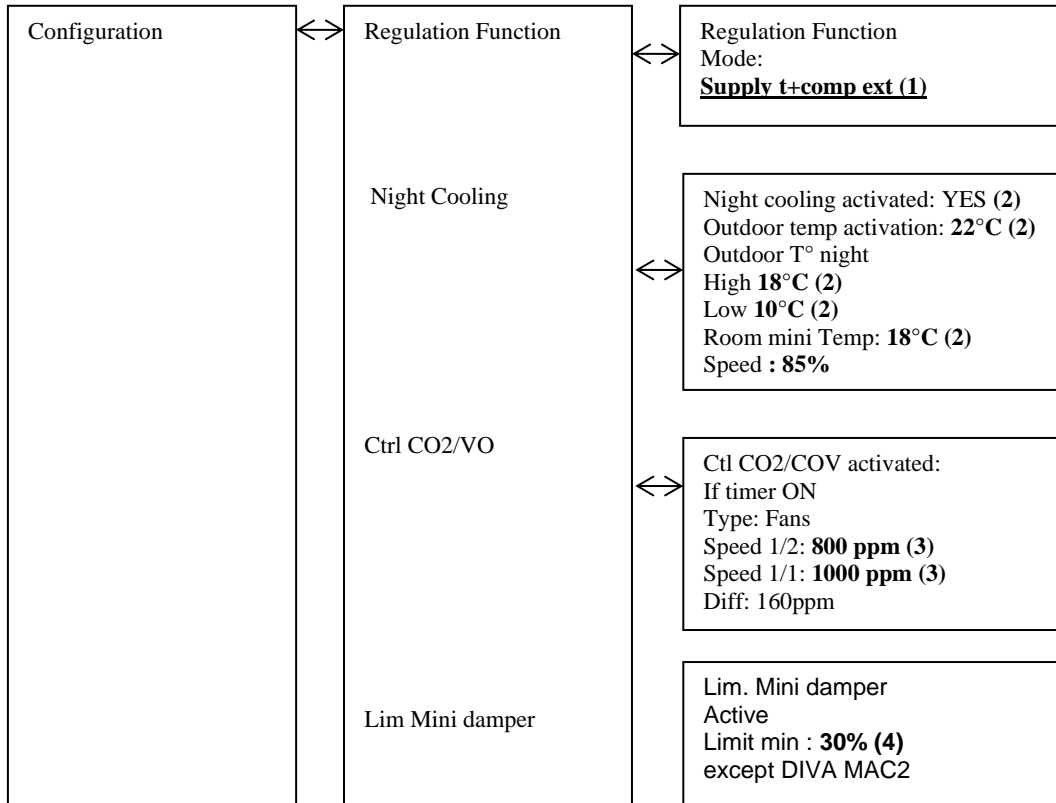 Configuration
Regulation Function
Regulation Function
Mode:
Supply t+comp ext (1)
Night Cooling
Night cooling activated: YES (2)
Outdoor temp activation: 22°C (2)
Outdoor T° night
High 18°C (2)
Low 10°C (2)
Room mini Temp: 18°C (2)
Speed : 85%
Ctrl CO2/VO
Ctl CO2/COV activated:
If timer ON
Type: Fans
Speed 1/2: 800 ppm (3)
Speed 1/1: 1000 ppm (3)
Diff: 160ppm
Lim Mini damper
Lim. Mini damper
Active
Limit min : 30% (4)
except DIVA MAC2